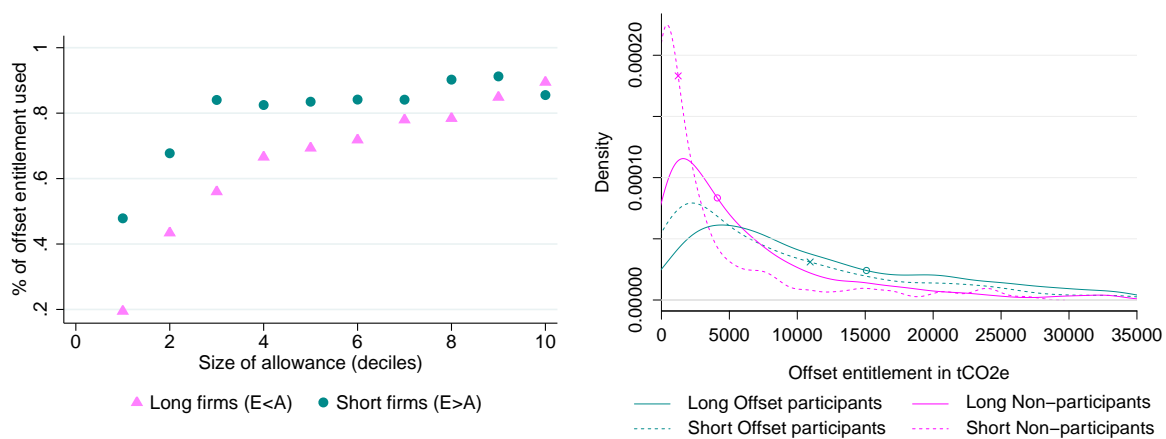 % of offset entitlement used
1
.8
.6
.4
.2
0 2 4 6 8 10
Size of allowance (deciles)
Long firms (E<A) Short firms (E>A)
Density
0.00020
0.00010
0.00000
0 5000 10000 15000 20000 25000 30000 35000
Offset entitlement in tCO2e
Long Offset participants Long Non−participants
Short Offset participants Short Non−participants